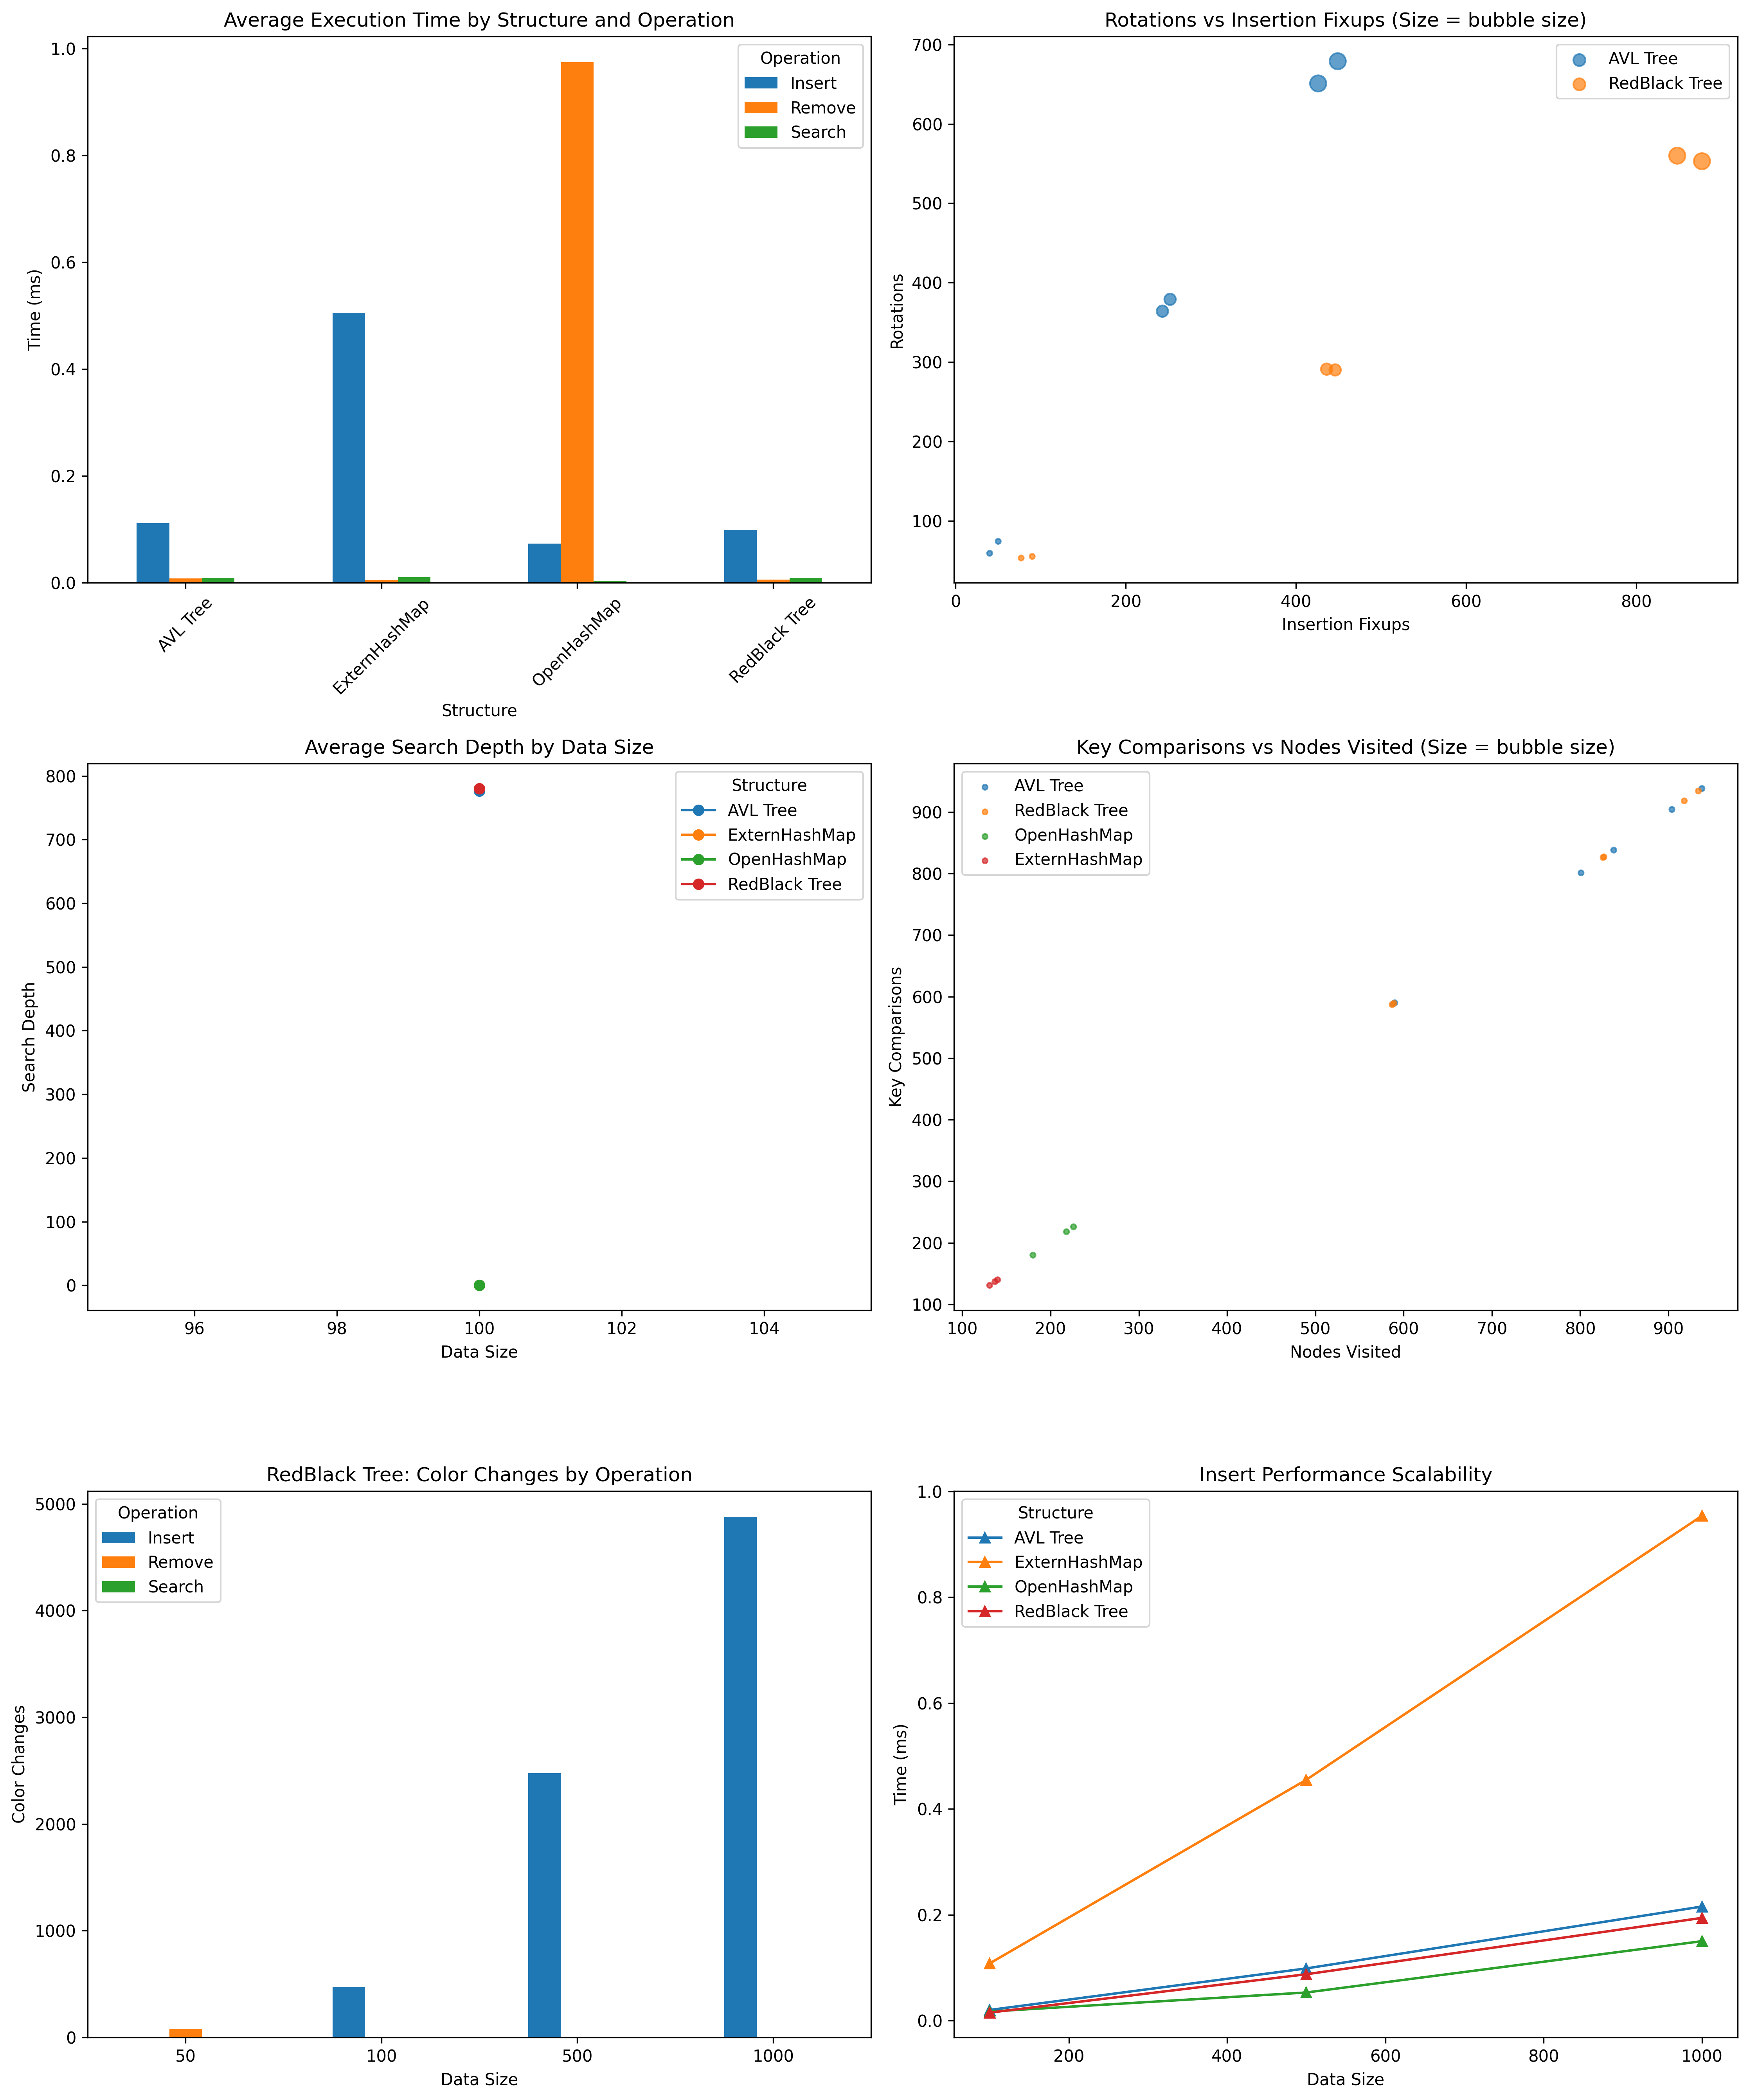 Average Execution Time by Structure and Operation
Time (ms)
1.0
0.8
0.6
0.4
0.2
0.0
Operation
Insert
Remove
Search
AVL Tree
ExternHashMap
OpenHashMap
RedBlack Tree
Structure
Rotations vs Insertion Fixups (Size = bubble size)
Rotations
700
600
500
400
300
200
100
AVL Tree
RedBlack Tree
0 200 400 600 800
Insertion Fixups
Average Search Depth by Data Size
Search Depth
800
700
600
500
400
300
200
100
0
Structure
AVL Tree
ExternHashMap
OpenHashMap
RedBlack Tree
96 98 100 102 104
Data Size
Key Comparisons vs Nodes Visited (Size = bubble size)
Key Comparisons
900
800
700
600
500
400
300
200
100
AVL Tree
RedBlack Tree
OpenHashMap
ExternHashMap
100 200 300 400 500 600 700 800 900
Nodes Visited
RedBlack Tree: Color Changes by Operation
Color Changes
5000
4000
3000
2000
1000
0
Operation
Insert
Remove
Search
50 100 500 1000
Data Size
Insert Performance Scalability
Time (ms)
1.0
0.8
0.6
0.4
0.2
0.0
Structure
AVL Tree
ExternHashMap
OpenHashMap
RedBlack Tree
200 400 600 800 1000
Data Size